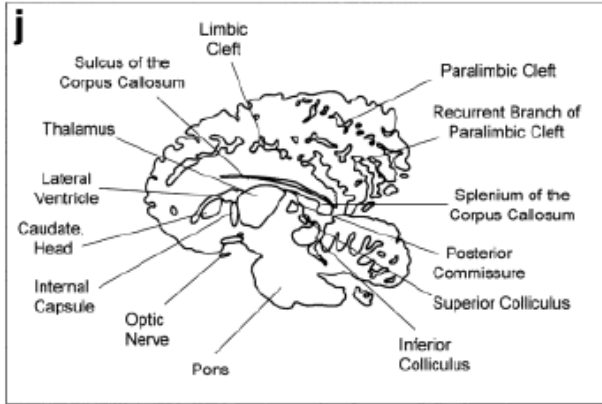 j
Limbic
Cleft
Sulcus of the
Corpus Callosum
Paralimbic Cleft
Thalamus
Recurrent Branch of
Paralimbic Cleft
Lateral
Ventricle
Splenium of the
Corpus Callosum
Caudate.
Head
Posterior
Commissure
Internal
Capsule
Superior Colliculus
Optic
Nerve
Inferior
Colliculus
Pons